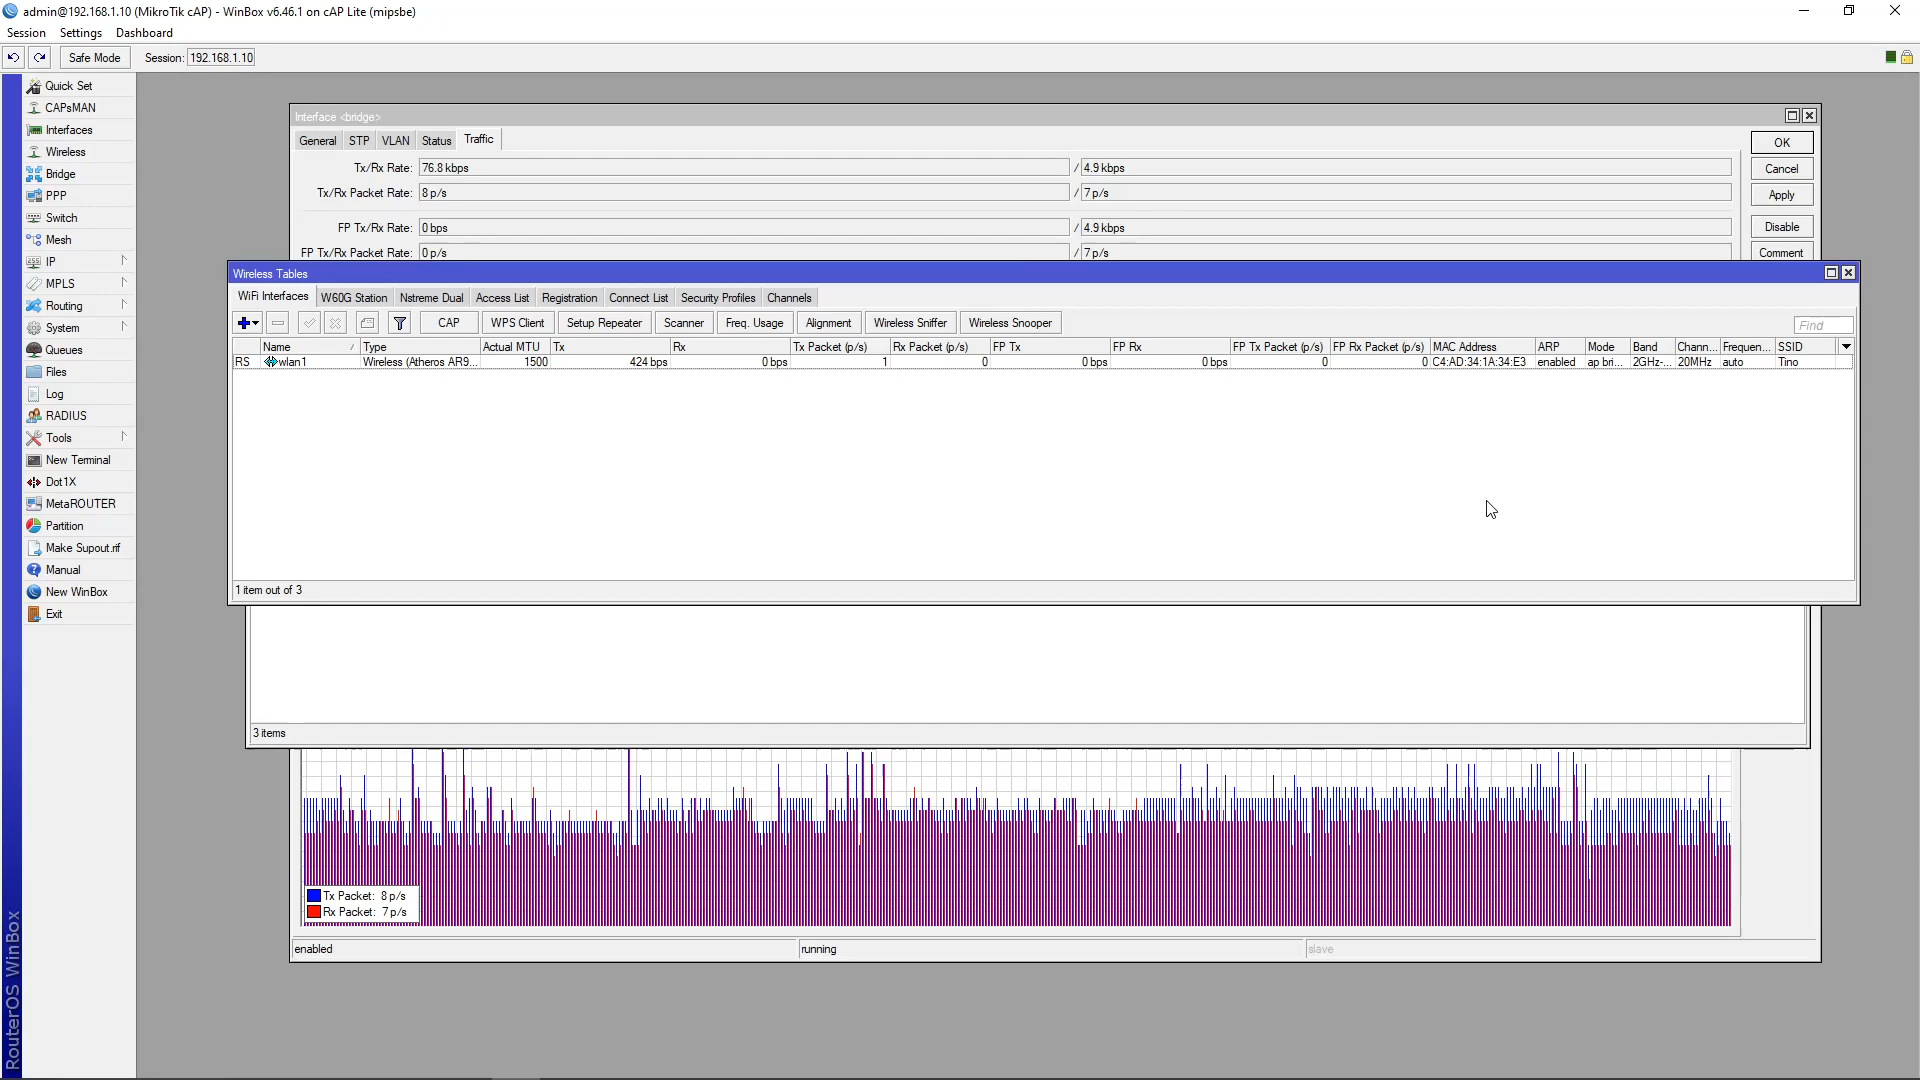 admin@192.168.1.10 (MikroTik cAP) - WinBox v6.46.1 on cAP Lite (mipsbe)
Session Settings Dashboard
Safe Mode Session: 192.168.1.10
Quick Set
CAPsMAN
Interfaces
Wireless
Bridge
PPP
Switch
Mesh
IP
MPLS
Routing
System
Queues
Files
Log
RADIUS
Tools
New Terminal
Dot1X
MetaROUTER
Partition
Make Supout.rif
Manual
New WinBox
Exit
RouterOS WinBox
Interface <bridge>
General STP VLAN Status Traffic
Tx/Rx Rate: 76.8 kbps / 4.9 kbps
Tx/Rx Packet Rate: 8 p/s / 7 p/s
FP Tx/Rx Rate: 0 bps / 4.9 kbps
FP Tx/Rx Packet Rate: 0 p/s / 7 p/s
OK
Cancel
Apply
Disable
Comment
Wireless Tables
WiFi Interfaces W60G Station Nstreme Dual Access List Registration Connect List Security Profiles Channels
CAP WPS Client Setup Repeater Scanner Freq. Usage Alignment Wireless Sniffer Wireless Snooper Find
Name Type Actual MTU Tx Rx Tx Packet (p/s) Rx Packet (p/s) FP Tx FP Rx FP Tx Packet (p/s) FP Rx Packet (p/s) MAC Address ARP Mode Band Chann... Frequen... SSID
RS wlan1 Wireless (Atheros AR9... 1500 424 bps 0 bps 1 0 0 bps 0 bps 0 0 C4:AD:34:1A:34:E3 enabled ap bri... 2GHz-... 20MHz auto Tino
1 item out of 3
3 items
Tx Packet: 8 p/s
Rx Packet: 7 p/s
enabled running slave